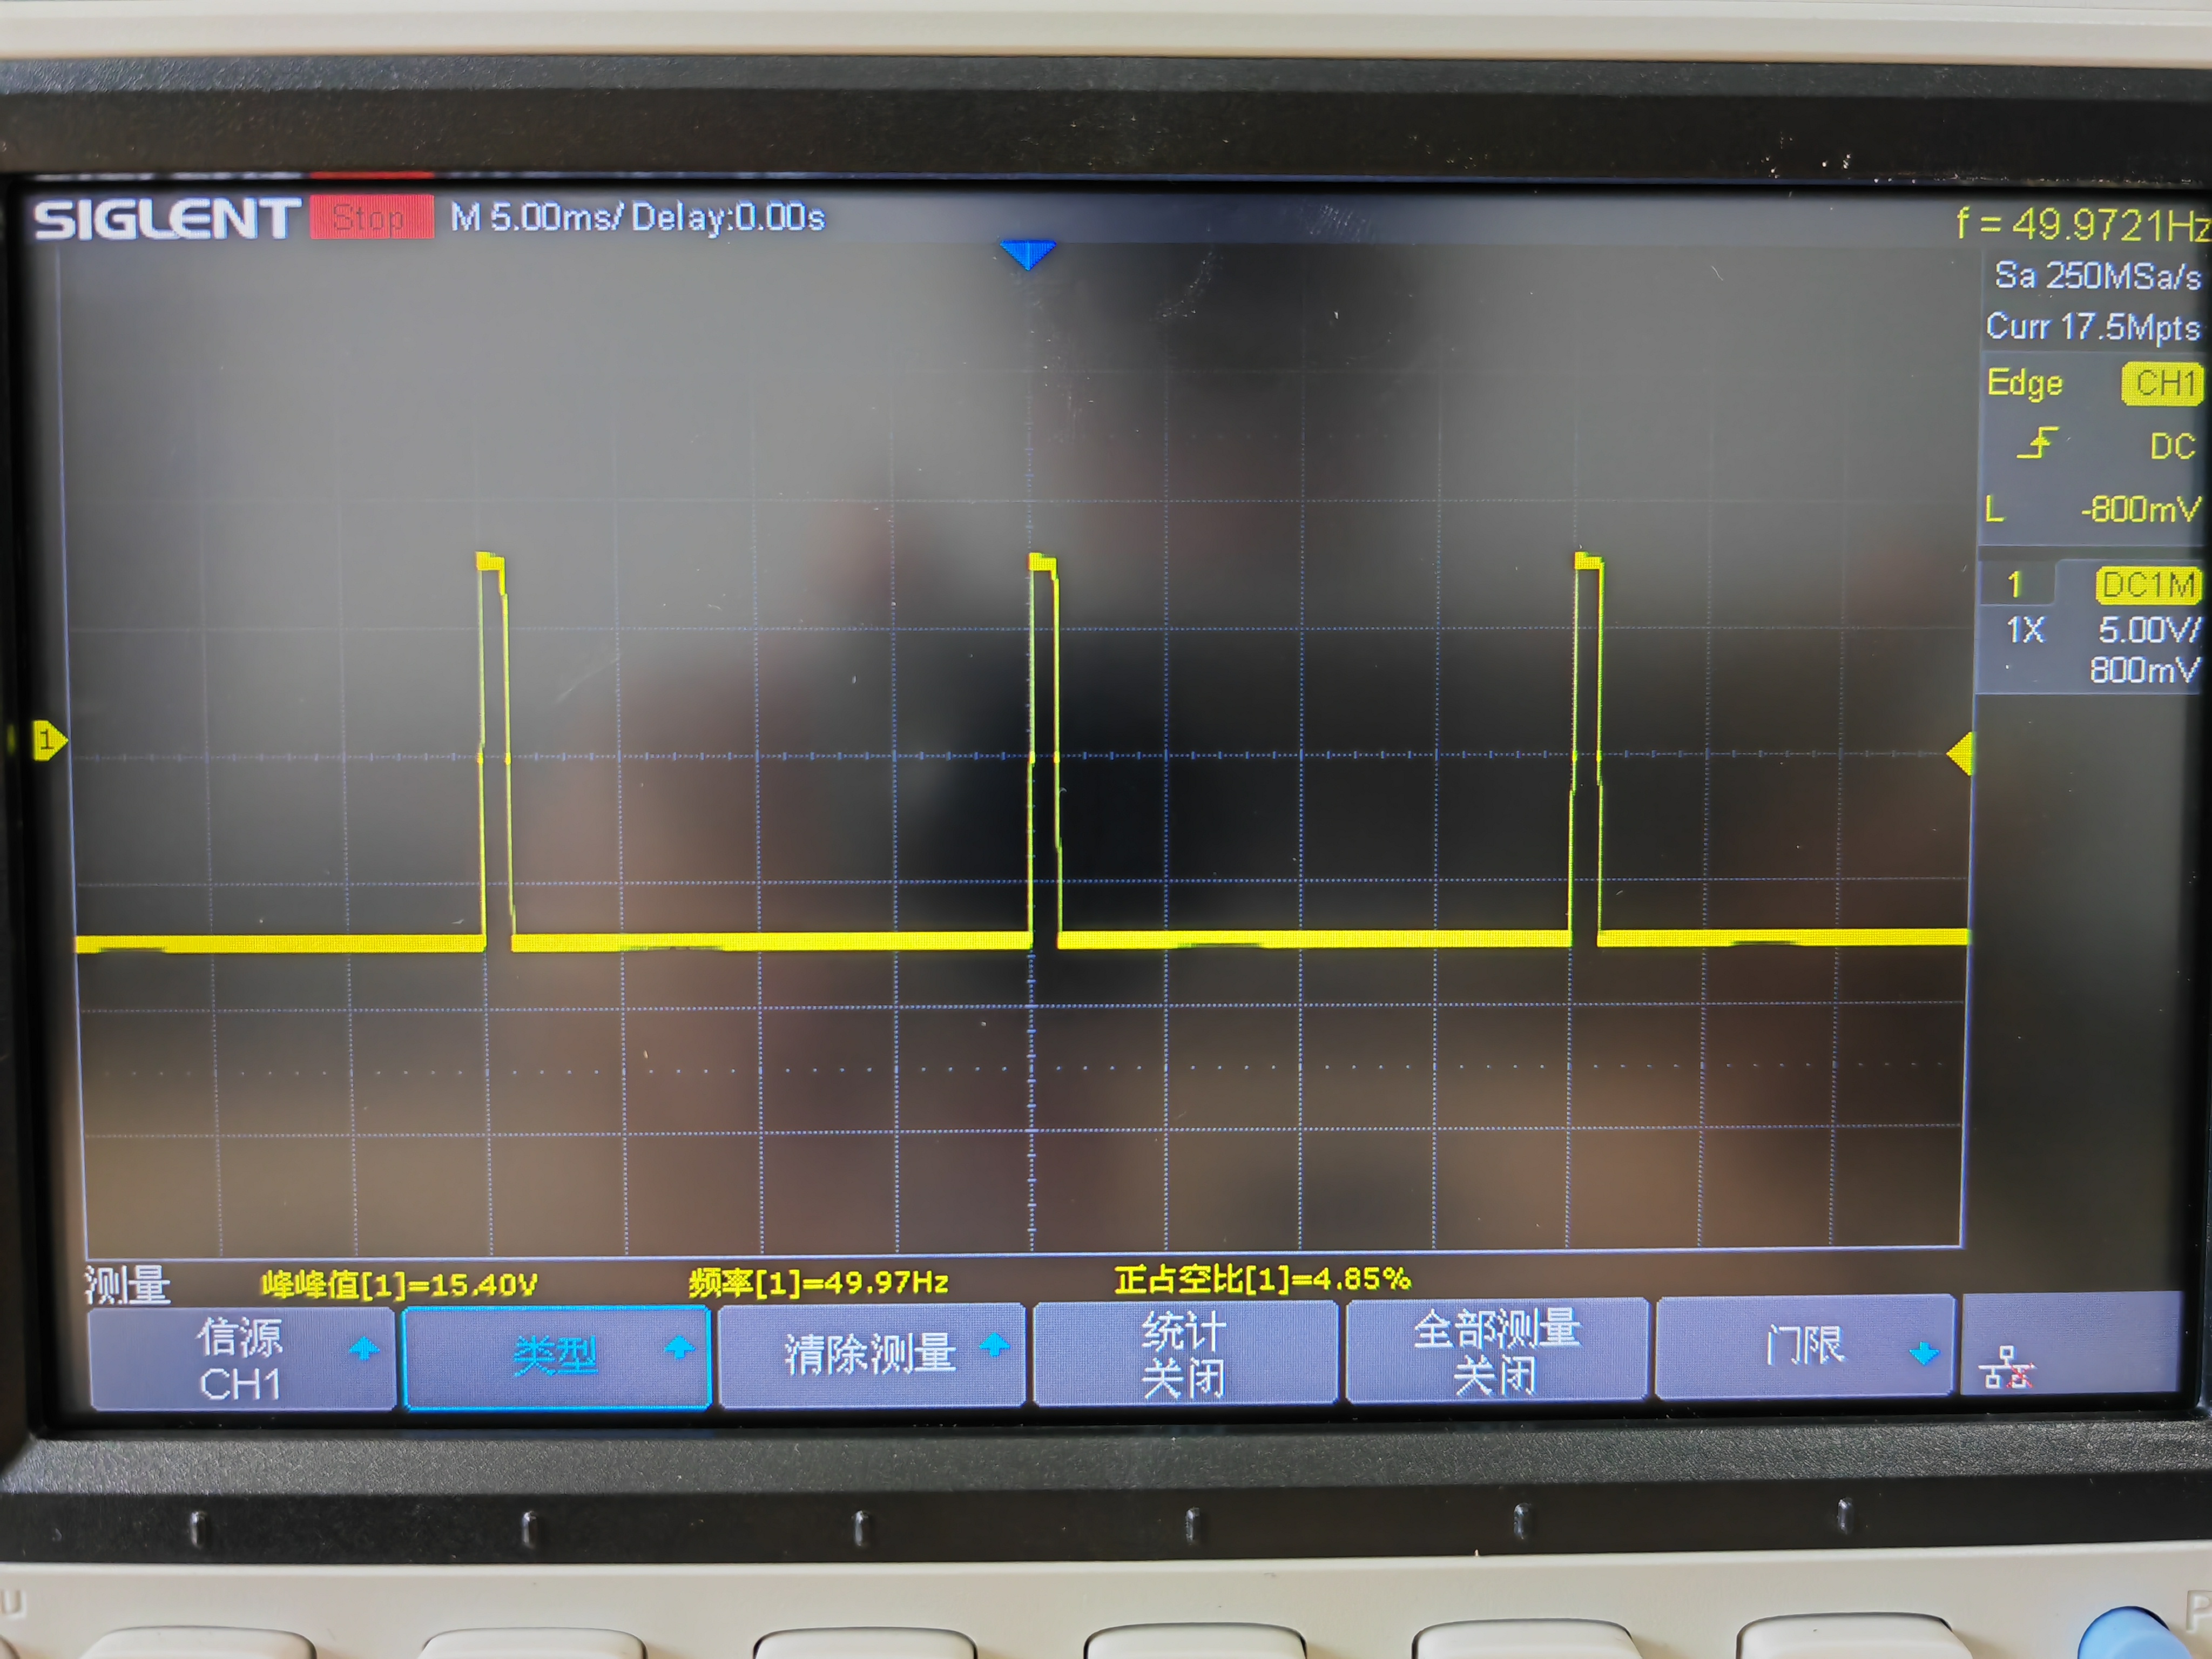 SIGLENT Stop M 5.00ms/ Delay:0.00s
f = 49.9721Hz
Sa 250MSa/s
Curr 17.5Mpts
Edge CH1
DC
L -800mV
1 DC1M
1X 5.00V/
800mV
1
测量 峰峰值[1]=15.40V 频率[1]=49.97Hz 正占空比[1]=4.85%
信源
CH1
类型
清除测量
统计
关闭
全部测量
关闭
门限